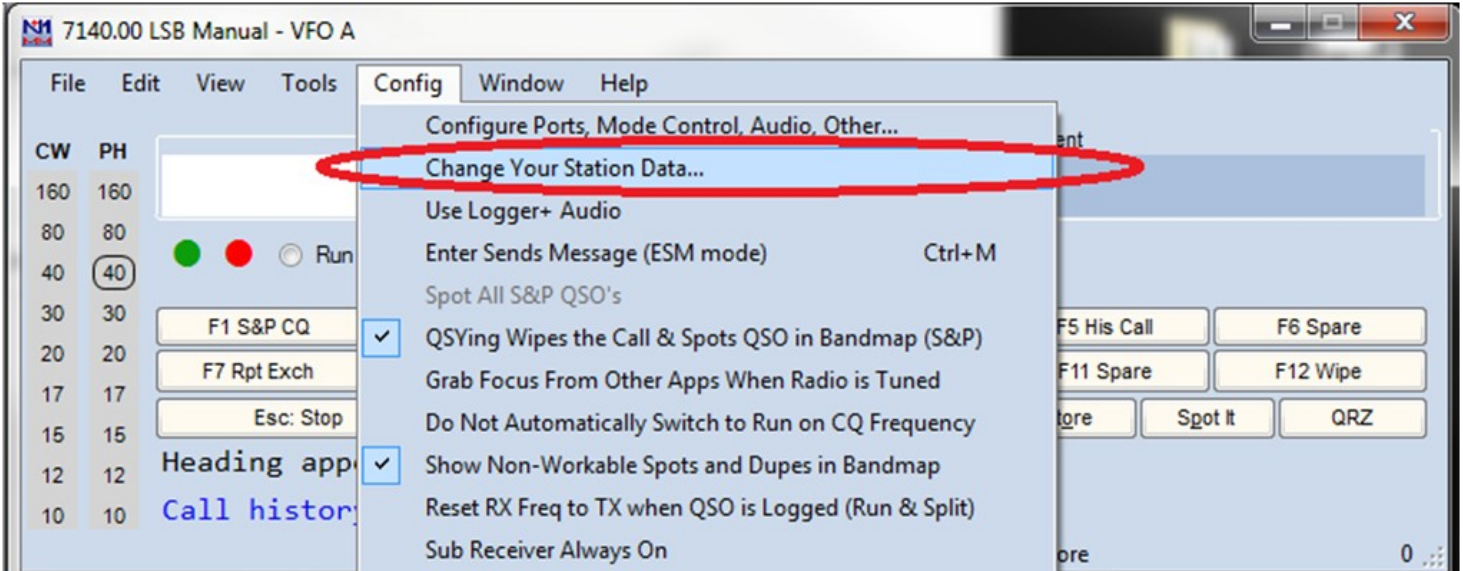 N1
MM
7140.00 LSB Manual - VFO A
File Edit View Tools Config Window Help
Configure Ports, Mode Control, Audio, Other...
Change Your Station Data...
Use Logger+ Audio
Enter Sends Message (ESM mode) Ctrl+M
Spot All S&P QSO's
QSYing Wipes the Call & Spots QSO in Bandmap (S&P)
Grab Focus From Other Apps When Radio is Tuned
Do Not Automatically Switch to Run on CQ Frequency
Show Non-Workable Spots and Dupes in Bandmap
Reset RX Freq to TX when QSO is Logged (Run & Split)
Sub Receiver Always On
CW PH
160 160
80 80
40 40
30 30
20 20
17 17
15 15
12 12
10 10
Run
F1 S&P CQ
F5 His Call F6 Spare
F7 Rpt Exch
F11 Spare F12 Wipe
Esc: Stop
Spot It QRZ
Heading
Call
0